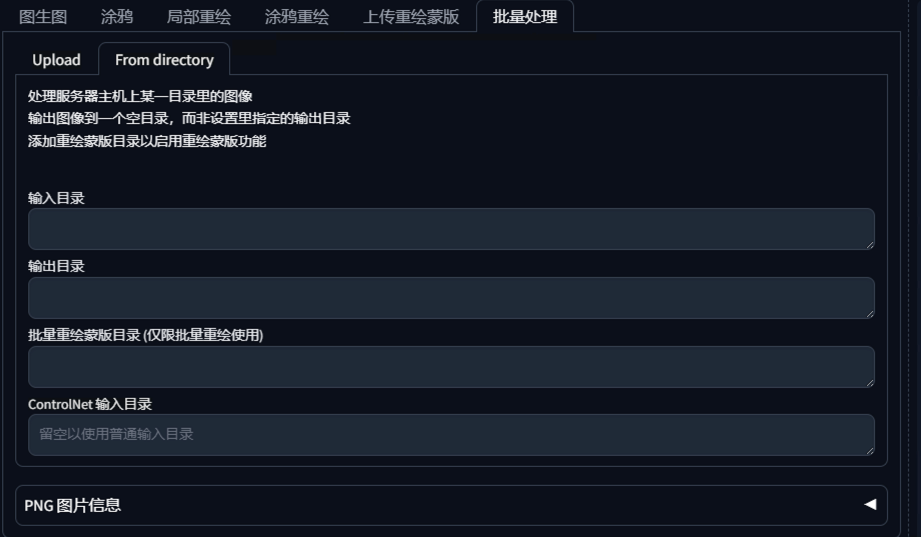 图生图 涂鸦 局部重绘 涂鸦重绘 上传重绘蒙版 批量处理
Upload From directory
处理服务器主机上某一目录里的图像
输出图像到一个空目录，而非设置里指定的输出目录
添加重绘蒙版目录以启用重绘蒙版功能
输入目录
输出目录
批量重绘蒙版目录 (仅限批量重绘使用)
ControlNet 输入目录
留空以使用普通输入目录
PNG 图片信息